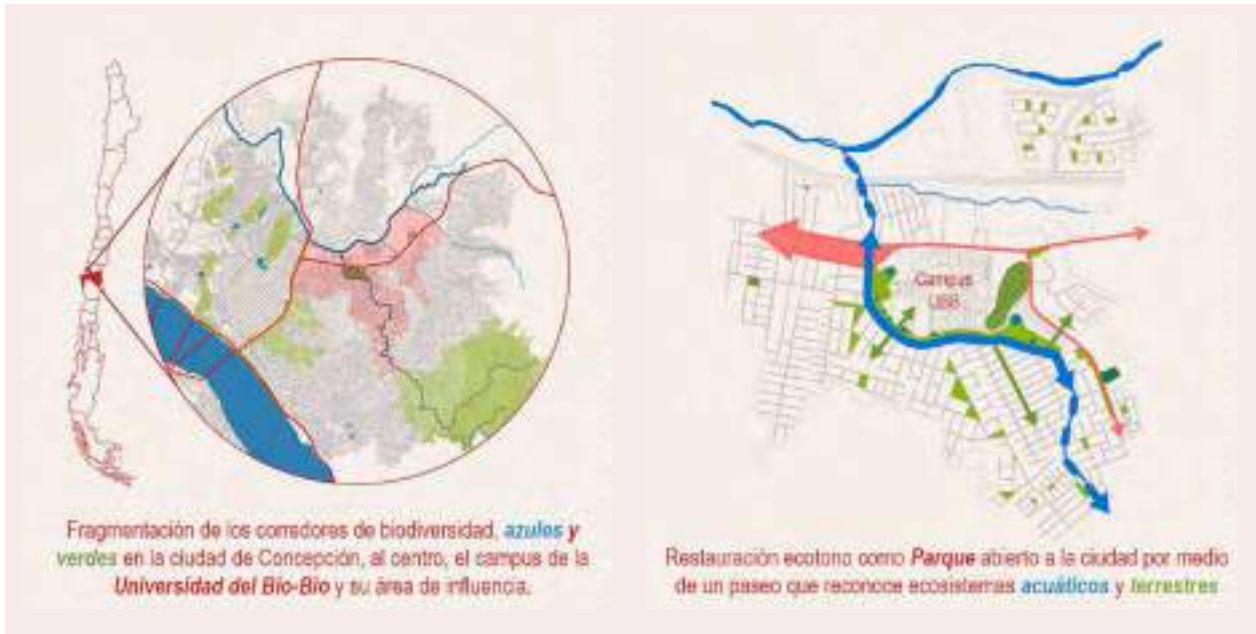 Fragmentación de los corredores de biodiversidad, azules y
verdes en la ciudad de Concepción, al centro, el campus de la
Universidad del Bio-Bio y su área de influencia.
Campus
UBB
Restauración ecotono como Parque abierto a la ciudad por medio
de un paseo que reconoce ecosistemas acuáticos y terrestres